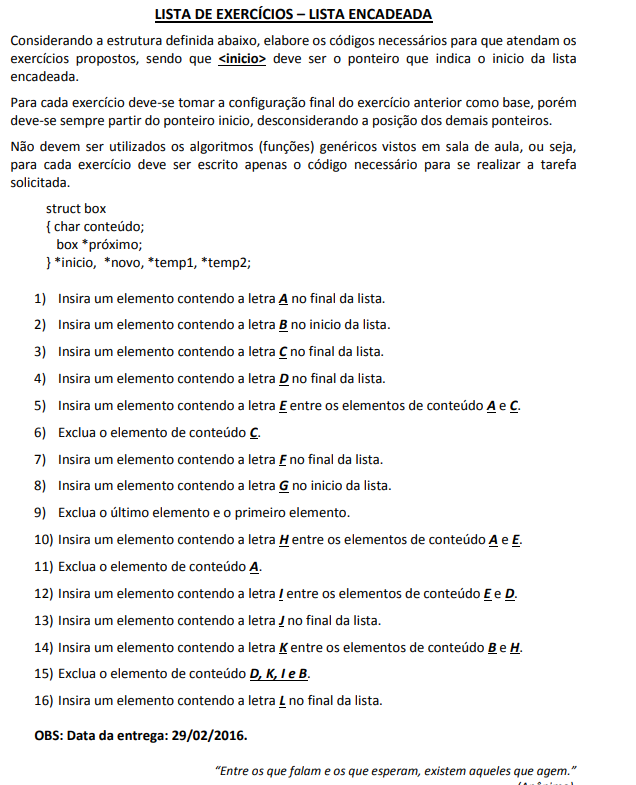 LISTA DE EXERCÍCIOS – LISTA ENCADEADA
Considerando a estrutura definida abaixo, elabore os códigos necessários para que atendam os
exercícios propostos, sendo que <inicio> deve ser o ponteiro que indica o inicio da lista
encadeada.
Para cada exercício deve-se tomar a configuração final do exercício anterior como base, porém
deve-se sempre partir do ponteiro inicio, desconsiderando a posição dos demais ponteiros.
Não devem ser utilizados os algoritmos (funções) genéricos vistos em sala de aula, ou seja,
para cada exercício deve ser escrito apenas o código necessário para se realizar a tarefa
solicitada.
struct box
{ char conteúdo;
box *próximo;
} *inicio, *novo, *temp1, *temp2;
1) Insira um elemento contendo a letra A no final da lista.
2) Insira um elemento contendo a letra B no inicio da lista.
3) Insira um elemento contendo a letra C no final da lista.
4) Insira um elemento contendo a letra D no final da lista.
5) Insira um elemento contendo a letra E entre os elementos de conteúdo A e C.
6) Exclua o elemento de conteúdo C.
7) Insira um elemento contendo a letra F no final da lista.
8) Insira um elemento contendo a letra G no inicio da lista.
9) Exclua o último elemento e o primeiro elemento.
10) Insira um elemento contendo a letra H entre os elementos de conteúdo A e E.
11) Exclua o elemento de conteúdo A.
12) Insira um elemento contendo a letra I entre os elementos de conteúdo E e D.
13) Insira um elemento contendo a letra J no final da lista.
14) Insira um elemento contendo a letra K entre os elementos de conteúdo B e H.
15) Exclua o elemento de conteúdo D, K, I e B.
16) Insira um elemento contendo a letra L no final da lista.
OBS: Data da entrega: 29/02/2016.
“Entre os que falam e os que esperam, existem aqueles que agem.”